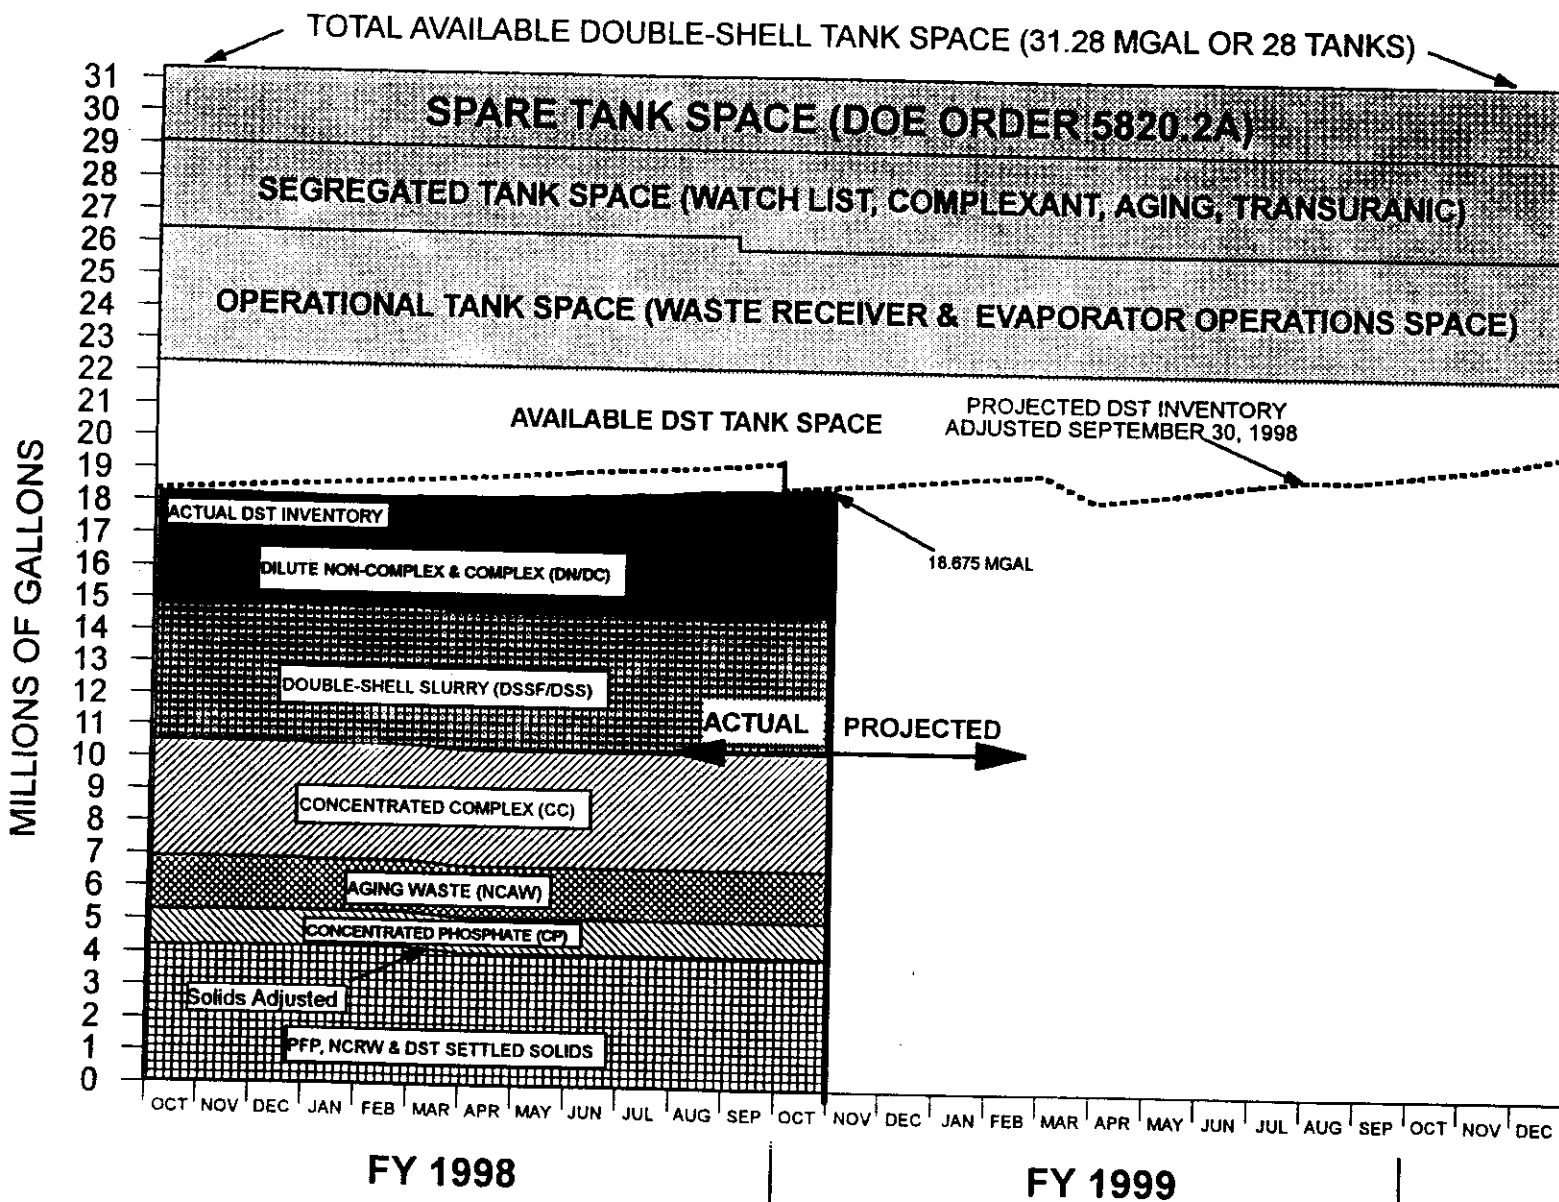 TOTAL AVAILABLE DOUBLE-SHELL TANK SPACE (31.28 MGAL OR 28 TANKS)
31
30
29
28
27
26
25
24
23
22
21
20
19
18
17
16
15
14
13
12
11
10
9
8
7
6
5
4
3
2
1
0
MILLIONS OF GALLONS
SPARE TANK SPACE (DOE ORDER 5820.2A)
SEGREGATED TANK SPACE (WATCH LIST, COMPLEXANT, AGING, TRANSURANIC)
OPERATIONAL TANK SPACE (WASTE RECEIVER & EVAPORATOR OPERATIONS SPACE)
AVAILABLE DST TANK SPACE
PROJECTED DST INVENTORY
ADJUSTED SEPTEMBER 30, 1998
ACTUAL DST INVENTORY
18.675 MGAL
DILUTE NON-COMPLEX & COMPLEX (DN/DC)
DOUBLE-SHELL SLURRY (DSSF/DSS)
ACTUAL PROJECTED
CONCENTRATED COMPLEX (CC)
AGING WASTE (NCAW)
CONCENTRATED PHOSPHATE (CP)
Solids Adjusted
PFP, NCRW & DST SETTLED SOLIDS
OCT NOV DEC JAN FEB MAR APR MAY JUN JUL AUG SEP OCT NOV DEC JAN FEB MAR APR MAY JUN JUL AUG SEP OCT NOV DEC
FY 1998 FY 1999